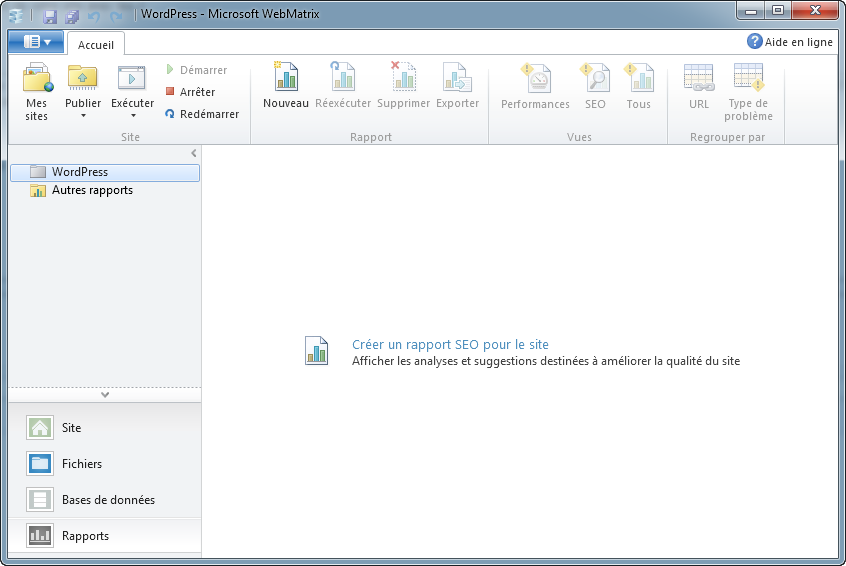 WordPress - Microsoft WebMatrix
Accueil
Aide en ligne
Mes sites
Publier
Exécuter
Démarrer
Arrêter
Redémarrer
Site
Nouveau
Réexécuter
Supprimer
Exporter
Rapport
Performances
SEO
Tous
Vues
URL
Type de problème
Regrouper par
WordPress
Autres rapports
Créer un rapport SEO pour le site
Afficher les analyses et suggestions destinées à améliorer la qualité du site
Site
Fichiers
Bases de données
Rapports